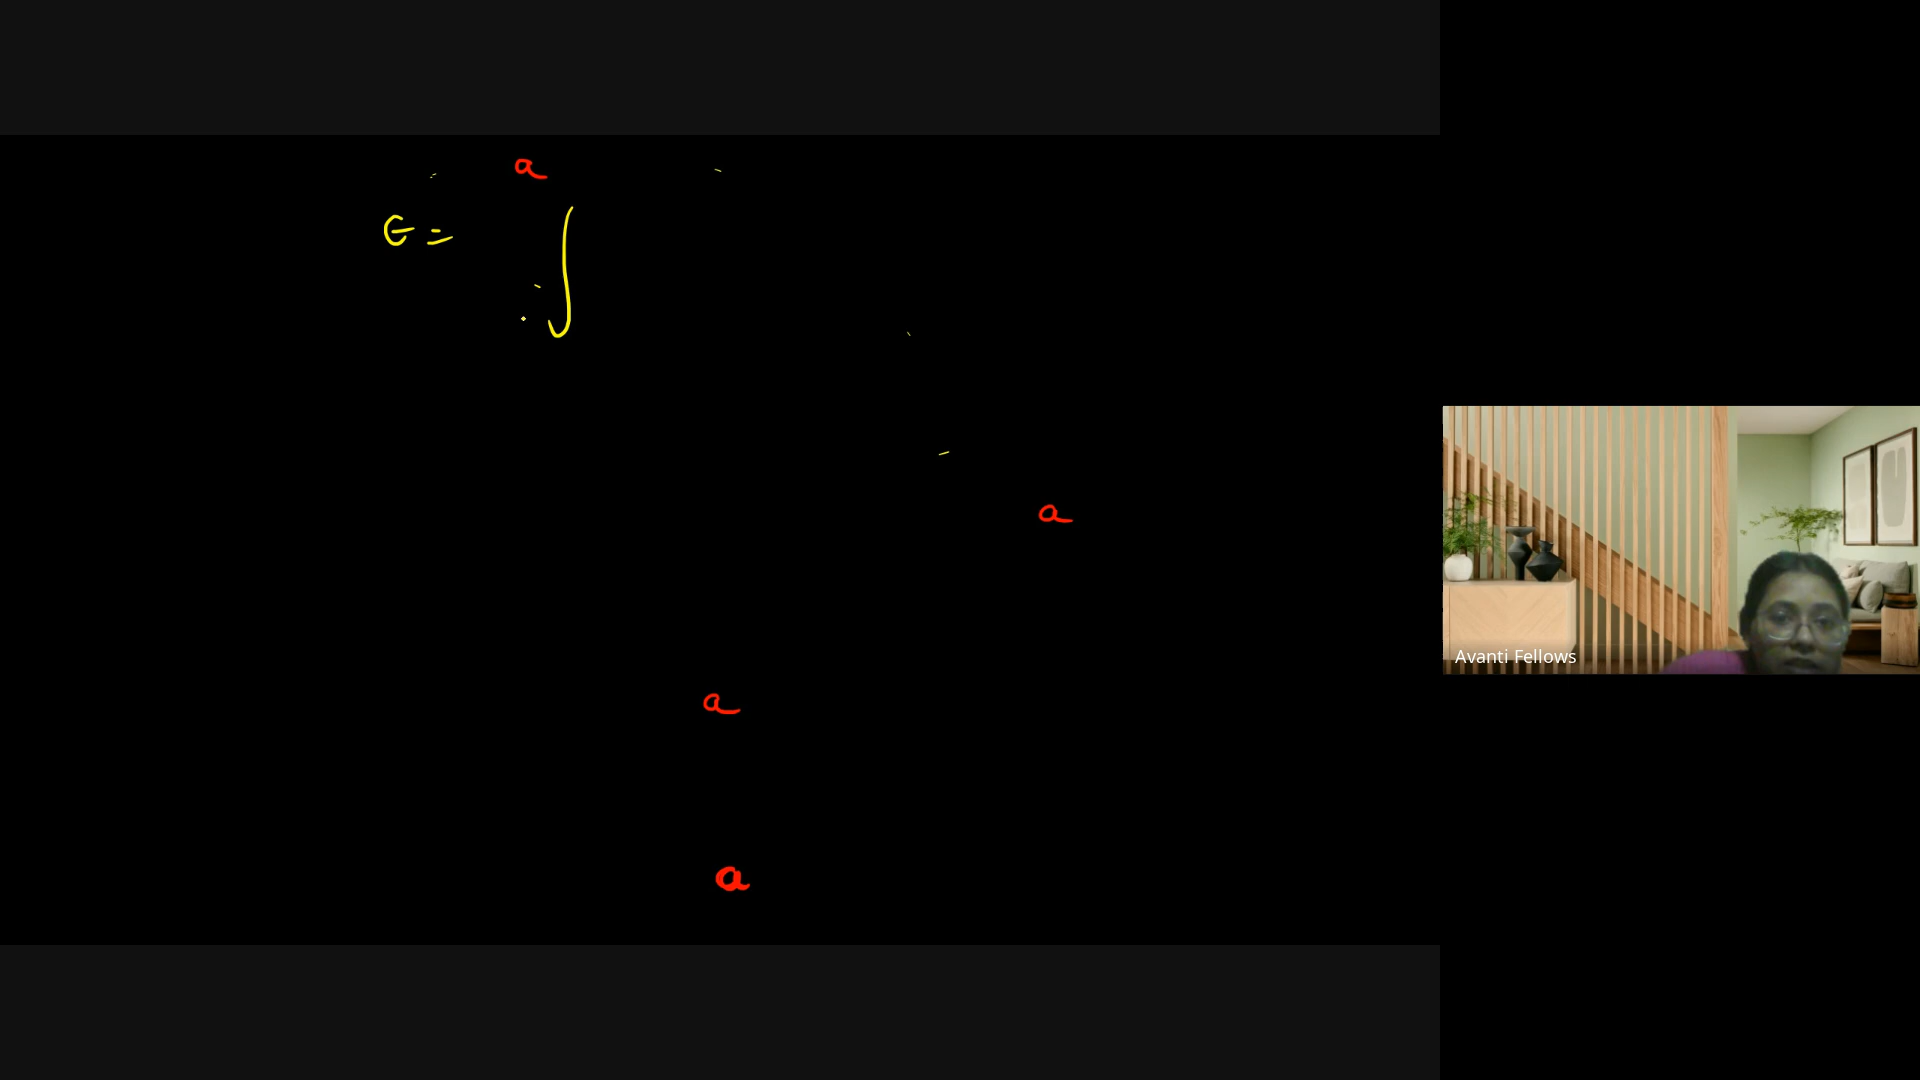 a
E = ∫
a
a
a
Avanti Fellows